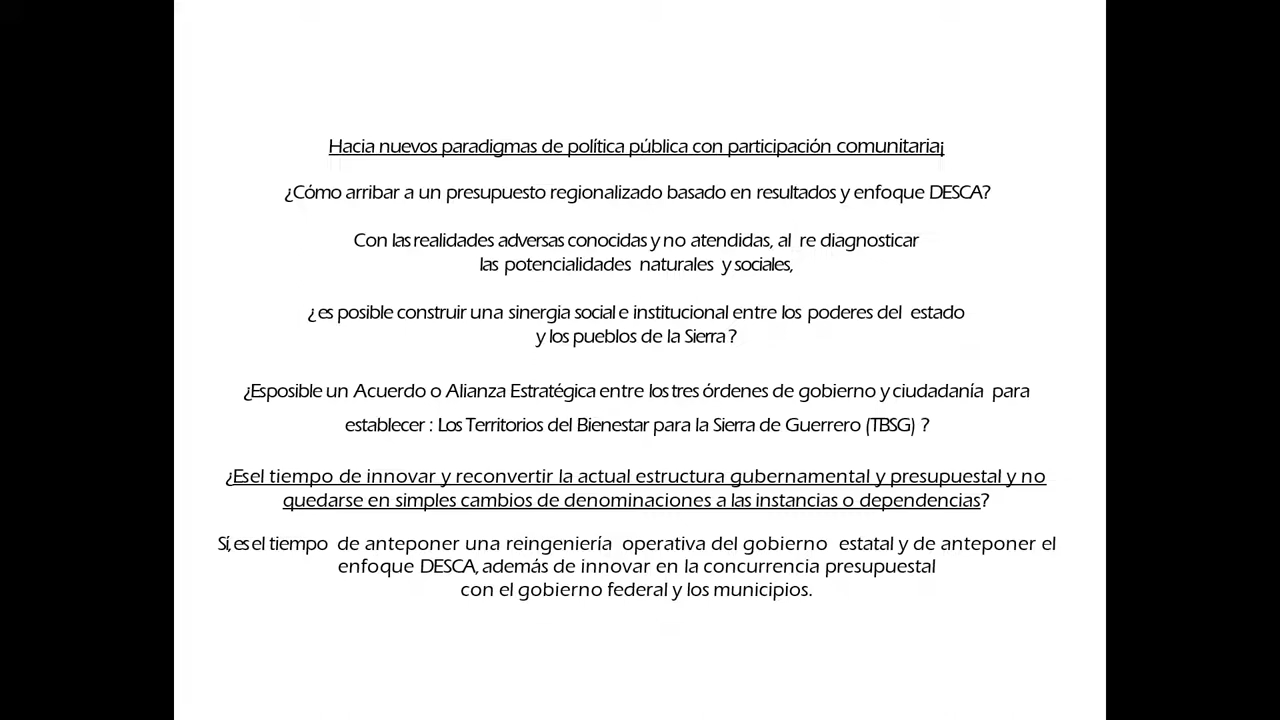 Hacia nuevos paradigmas de política pública con participación comunitaria¡
¿Cómo arribar a un presupuesto regionalizado basado en resultados y enfoque DESCA?
Con las realidades adversas conocidas y no atendidas, al re diagnosticar
las potencialidades naturales y sociales,
¿es posible construir una sinergia social e institucional entre los poderes del estado
y los pueblos de la Sierra?
¿Es posible un Acuerdo o Alianza Estratégica entre los tres órdenes de gobierno y ciudadanía para
establecer : Los Territorios del Bienestar para la Sierra de Guerrero (TBSG) ?
¿Es el tiempo de innovar y reconvertir la actual estructura gubernamental y presupuestal y no
quedarse en simples cambios de denominaciones a las instancias o dependencias?
Sí, es el tiempo de anteponer una reingeniería operativa del gobierno estatal y de anteponer el
enfoque DESCA, además de innovar en la concurrencia presupuestal
con el gobierno federal y los municipios.